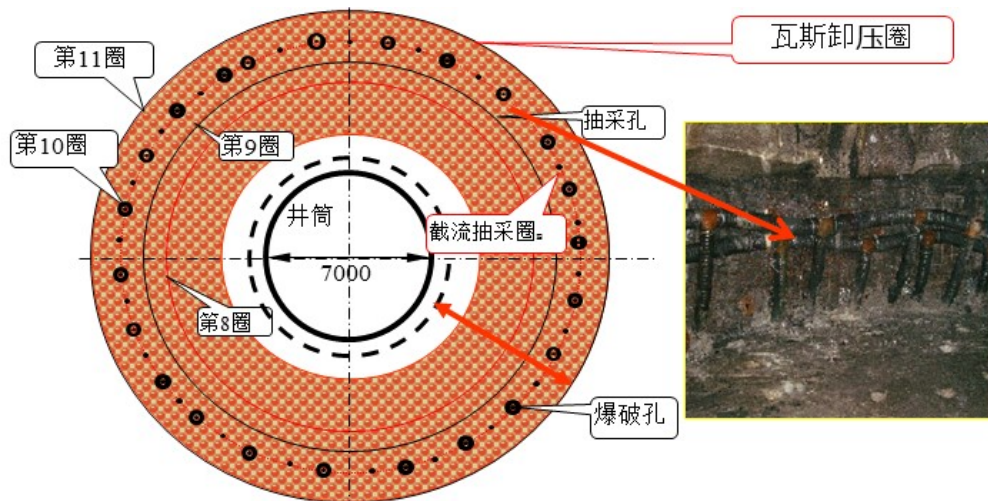 瓦斯卸压圈
第11圈
抽采孔
第9圈
第10圈
井筒
截流抽采圈。
7000
第8圈
爆破孔